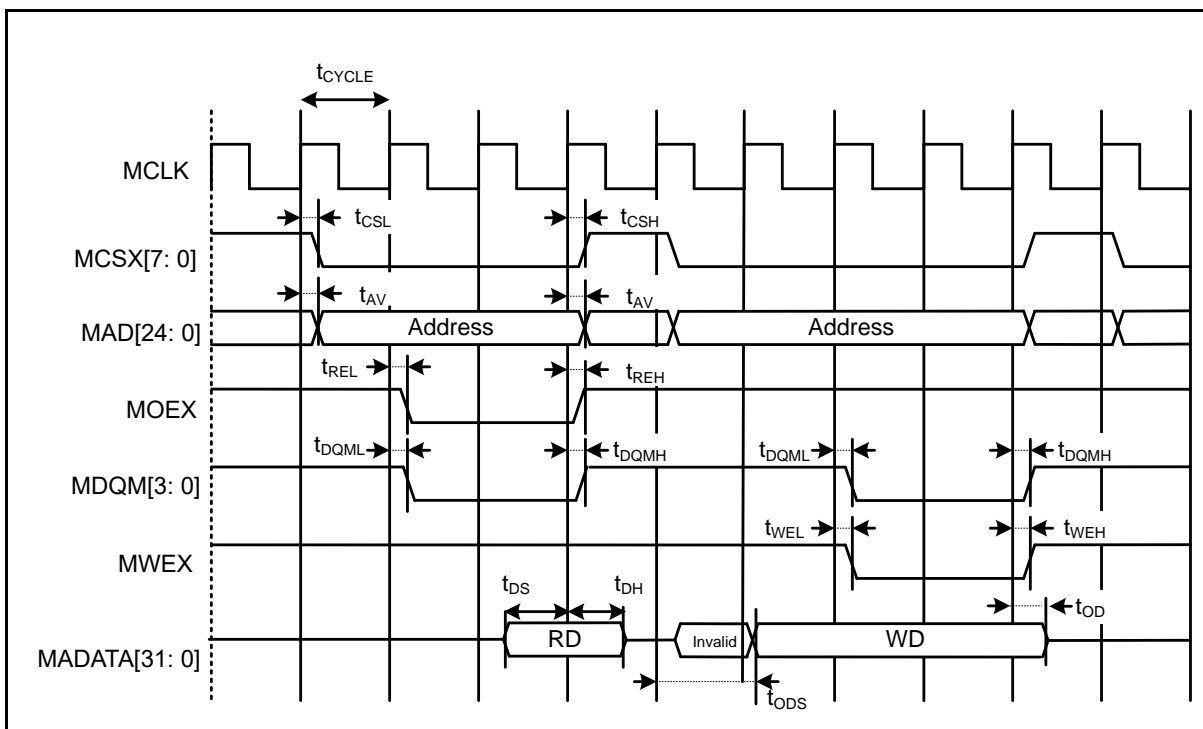 tCYCLE
MCLK
tCSL
tCSH
MCSX[7: 0]
tAV
tAV
MAD[24: 0]
Address
Address
tREL
tREH
MOEX
tDQML
tDQMH
tDQML
tDQMH
MDQM[3: 0]
tWEL
tWEH
MWEX
tDS
tDH
tOD
MADATA[31: 0]
RD
Invalid
WD
tODS